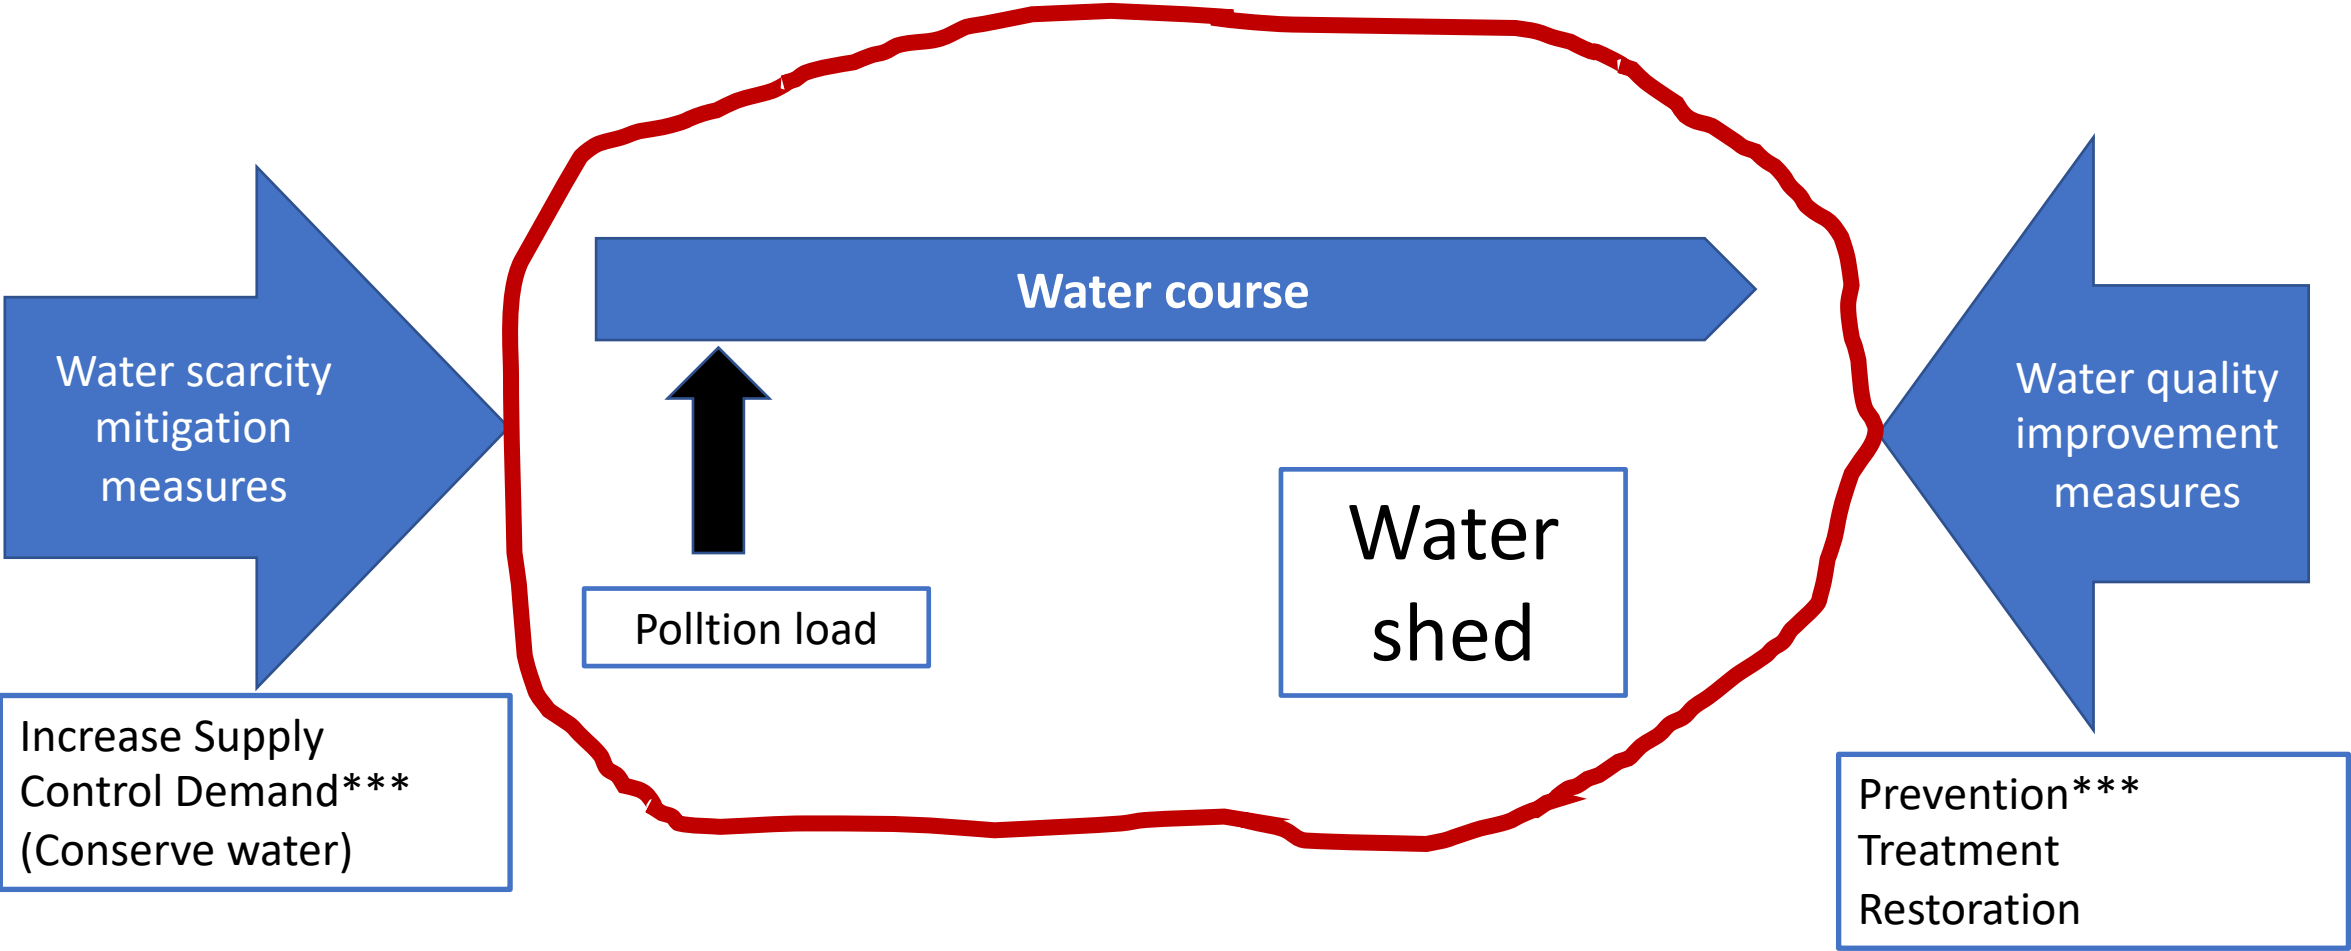 Water course
Water scarcity
mitigation
measures
Water quality
improvement
measures
Water
shed
Polltion load
Increase Supply
Control Demand***
(Conserve water)
Prevention***
Treatment
Restoration